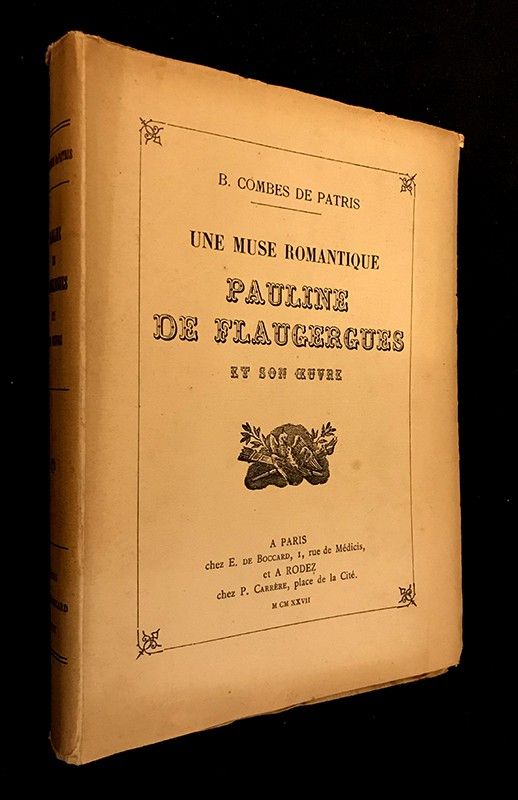 B. COMBES DE PATRIS
UNE MUSE ROMANTIQUE
PAULINE
DE FLAUGERGUES
ET SON ŒUVRE
A PARIS
chez E. DE BOCCARD, 1, rue de Médicis,
et A RODEZ
chez P. CARRÈRE, place de la Cité.
M CM XXVII